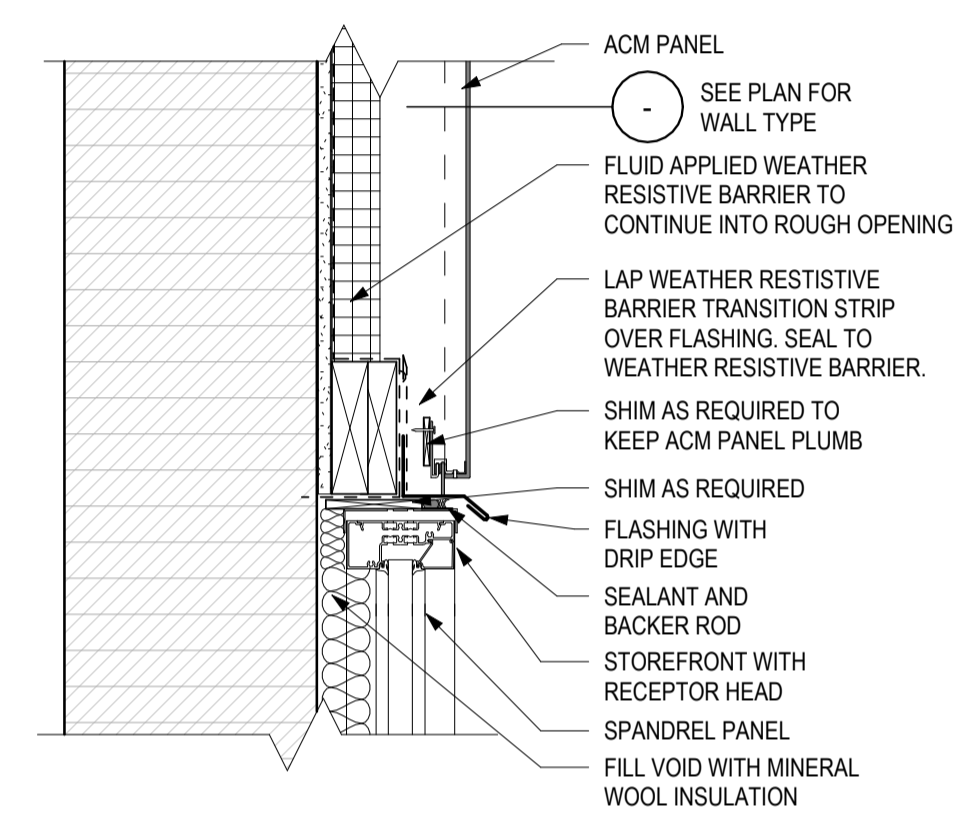 ACM PANEL
-
SEE PLAN FOR
WALL TYPE
FLUID APPLIED WEATHER
RESISTIVE BARRIER TO
CONTINUE INTO ROUGH OPENING
LAP WEATHER RESTISTIVE
BARRIER TRANSITION STRIP
OVER FLASHING. SEAL TO
WEATHER RESISTIVE BARRIER.
SHIM AS REQUIRED TO
KEEP ACM PANEL PLUMB
SHIM AS REQUIRED
FLASHING WITH
DRIP EDGE
SEALANT AND
BACKER ROD
STOREFRONT WITH
RECEPTOR HEAD
SPANDREL PANEL
FILL VOID WITH MINERAL
WOOL INSULATION